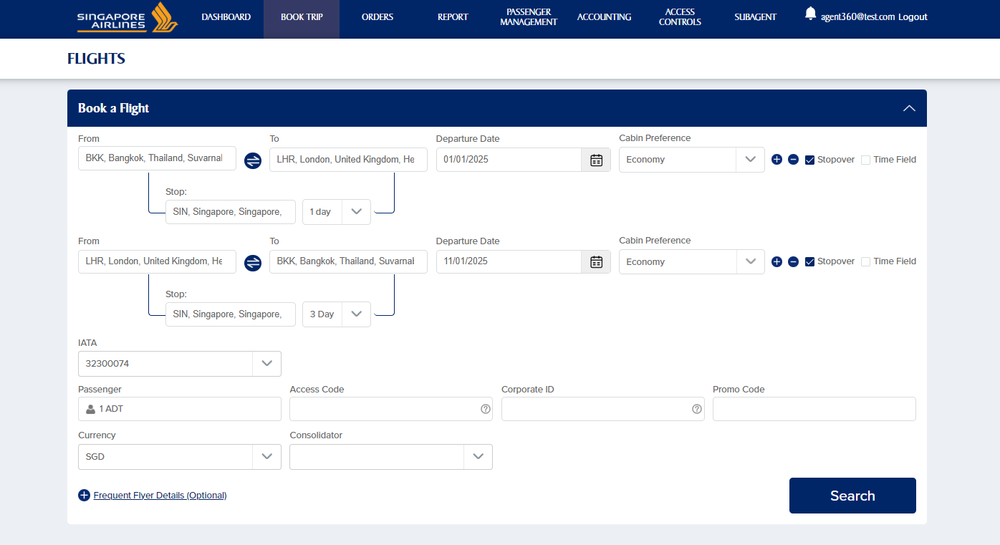 SINGAPORE
AIRLINES
DASHBOARD
BOOK TRIP
ORDERS
REPORT
PASSENGER
MANAGEMENT
ACCOUNTING
ACCESS
CONTROLS
SUBAGENT
agent360@test.com Logout
FLIGHTS
Book a Flight
From To Departure Date Cabin Preference
BKK, Bangkok, Thailand, Suvarnal LHR, London, United Kingdom, He 01/01/2025 Economy Stopover Time Field
Stop:
SIN, Singapore, Singapore, 1 day
From To Departure Date Cabin Preference
LHR, London, United Kingdom, He BKK, Bangkok, Thailand, Suvarnal 11/01/2025 Economy Stopover Time Field
Stop:
SIN, Singapore, Singapore, 3 Day
IATA
32300074
Passenger Access Code Corporate ID Promo Code
1 ADT
Currency Consolidator
SGD
Frequent Flyer Details (Optional)
Search